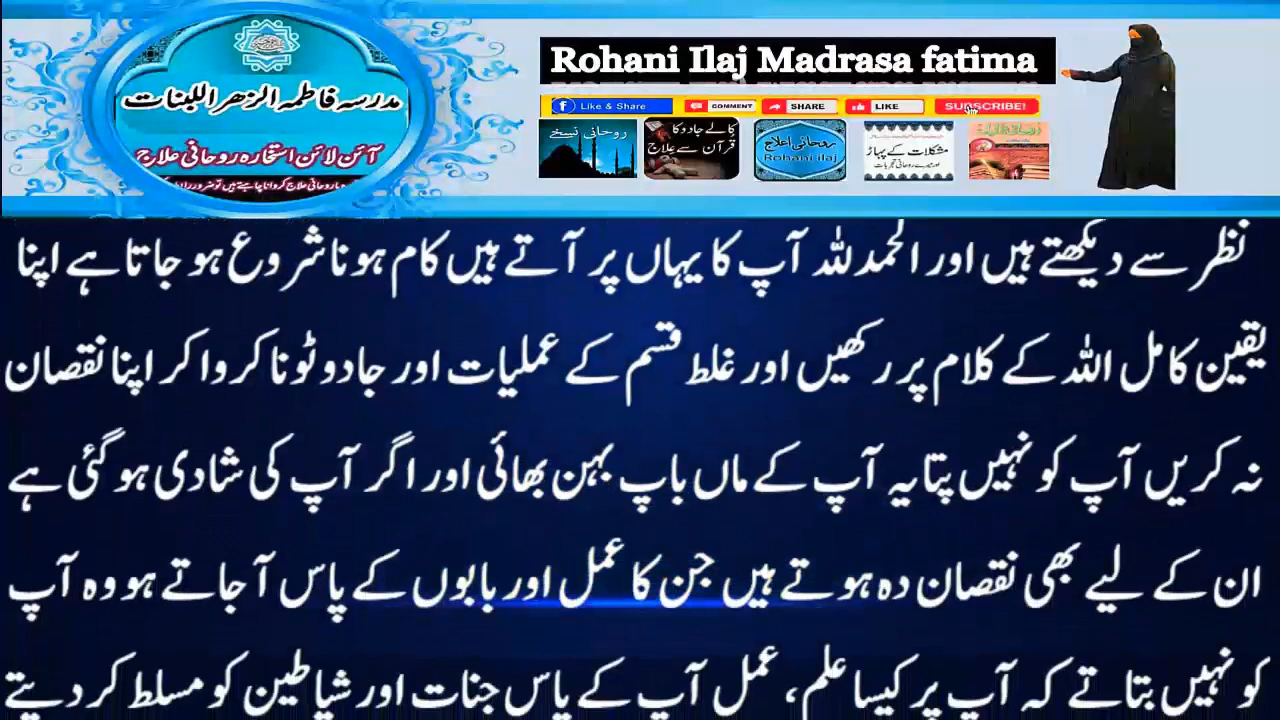 مدرسہ فاطمہ الزھرا للبنات
آئن لائن استخارہ روحانی علاج
Rohani Ilaj Madrasa fatima
Like & Share
COMMENT
SHARE
LIKE
SUBSCRIBE!
روحانی نسخے
کالے جادو کا
قرآن سے علاج
روحانی علاج
Rohani ilaj
مشکلات کے پہاڑ
نظر سے دیکھتے ہیں اور الحمدللہ آپ کا یہاں پر آتے ہیں کام ہونا شروع ہو جاتا ہے اپنا
یقین کامل اللہ کے کلام پر رکھیں اور غلط قسم کے عملیات اور جادو ٹونا کروا کر اپنا نقصان
نہ کریں آپ کو نہیں پتا یہ آپ کے ماں باپ بہن بھائی اور اگر آپ کی شادی ہو گئی ہے
ان کے لیے بھی نقصان دہ ہوتے ہیں جن کا عمل اور بابوں کے پاس آ جاتے ہو وہ آپ
کو نہیں بتاتے کہ آپ پر کیسا علم، عمل آپ کے پاس جنات اور شیاطین کو مسلط کر دیتے